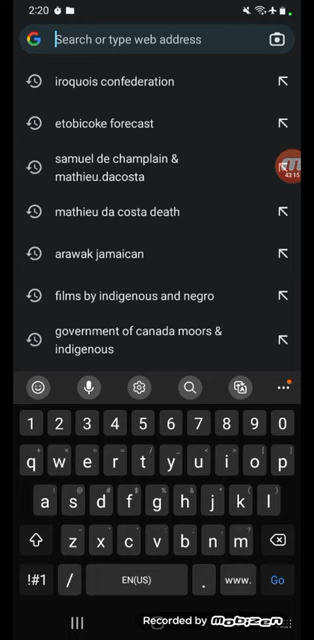 2:20
G Search or type web address
iroquois confederation
etobicoke forecast
samuel de champlain &
mathieu.dacosta
43:15
mathieu da costa death
arawak jamaican
films by indigenous and negro
government of canada moors &
indigenous
1 2 3 4 5 6 7 8 9 0
q w e r t y u i o p
a s d f g h j k l
z x c v b n m
!#1 / EN(US) . www. Go
Recorded by mobizen